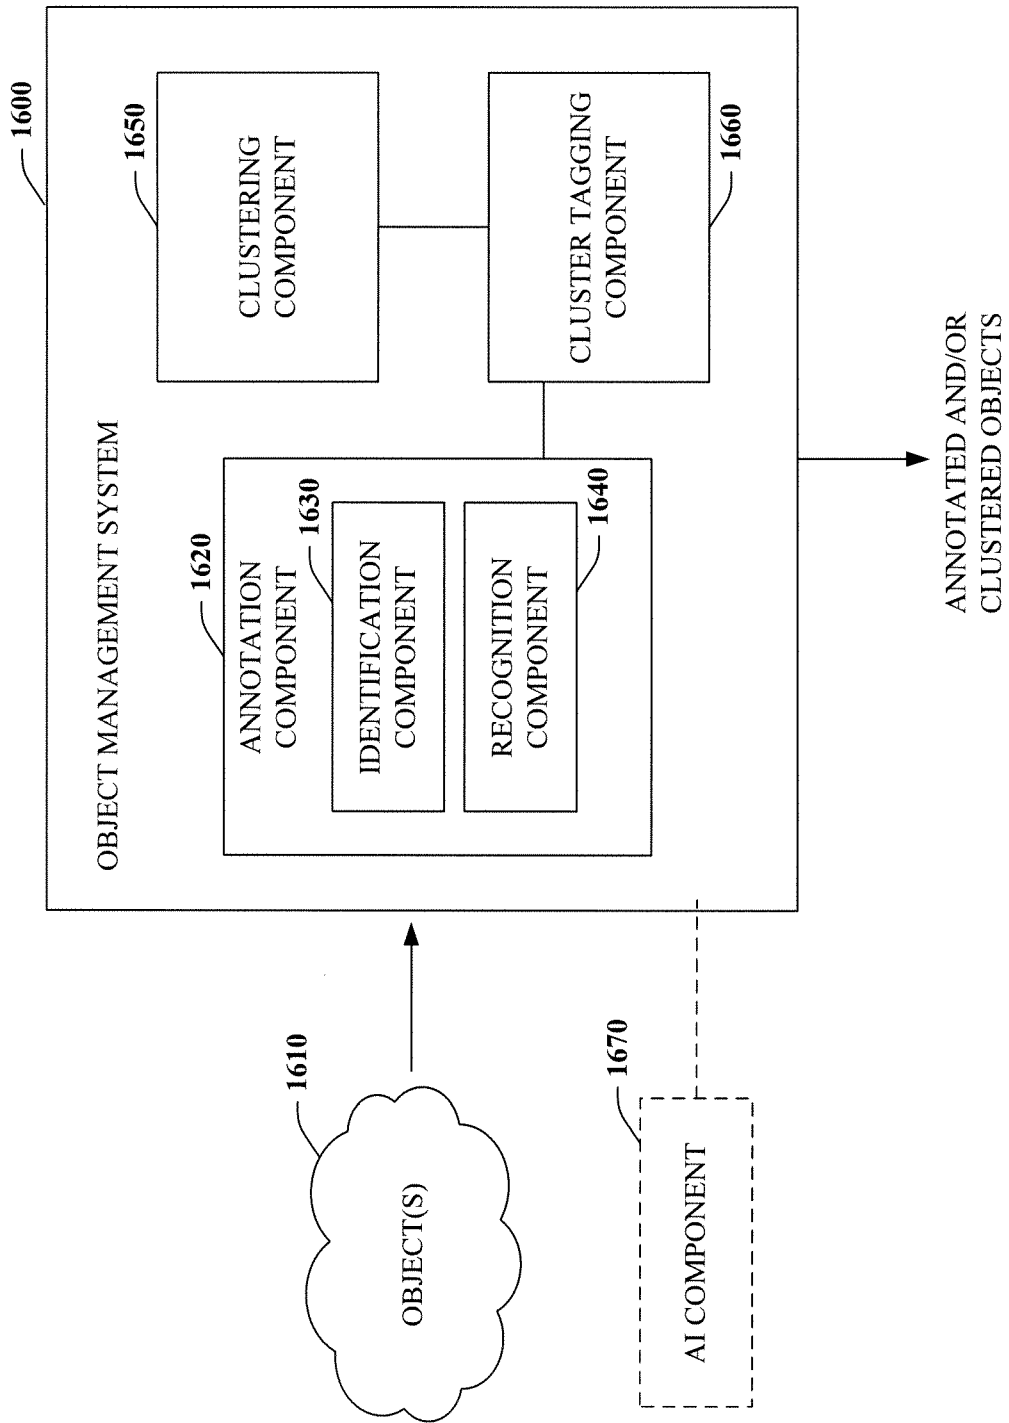 1600
OBJECT MANAGEMENT SYSTEM
1610
OBJECT(S)
1620
ANNOTATION
COMPONENT
1630
IDENTIFICATION
COMPONENT
RECOGNITION
COMPONENT
1640
1650
CLUSTERING
COMPONENT
CLUSTER TAGGING
COMPONENT
1660
1670
AI COMPONENT
ANNOTATED AND/OR
CLUSTERED OBJECTS